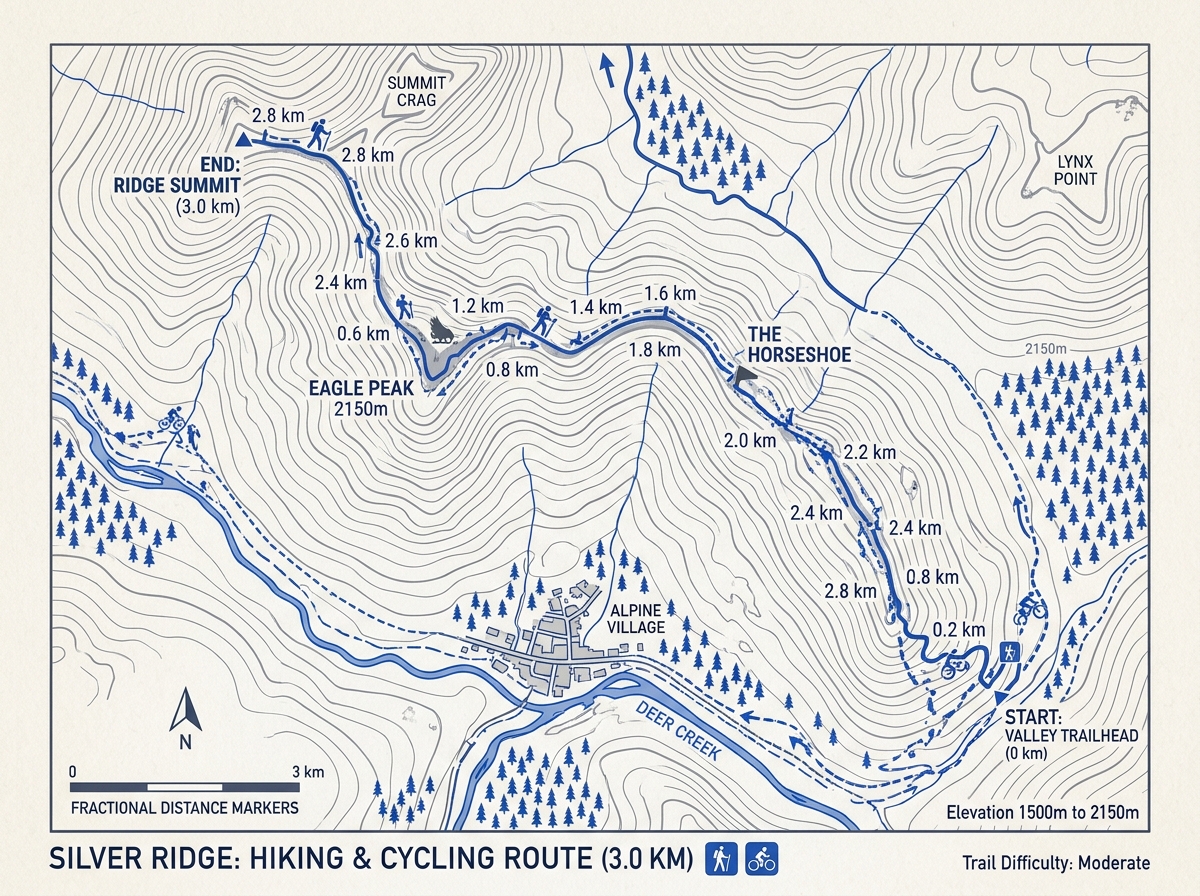 SUMMIT
CRAG
2.8 km
2.8 km
END:
RIDGE SUMMIT
(3.0 km)
LYNX
POINT
2.6 km
2.4 km
1.2 km
1.4 km
1.6 km
0.6 km
THE
HORSESHOE
1.8 km
2150m
0.8 km
EAGLE PEAK
2150m
2.0 km
2.2 km
2.4 km
2.4 km
0.8 km
2.8 km
ALPINE
VILLAGE
0.2 km
START:
VALLEY TRAILHEAD
(0 km)
DEER CREEK
N
0 3 km
FRACTIONAL DISTANCE MARKERS
Elevation 1500m to 2150m
SILVER RIDGE: HIKING & CYCLING ROUTE (3.0 KM)
Trail Difficulty: Moderate